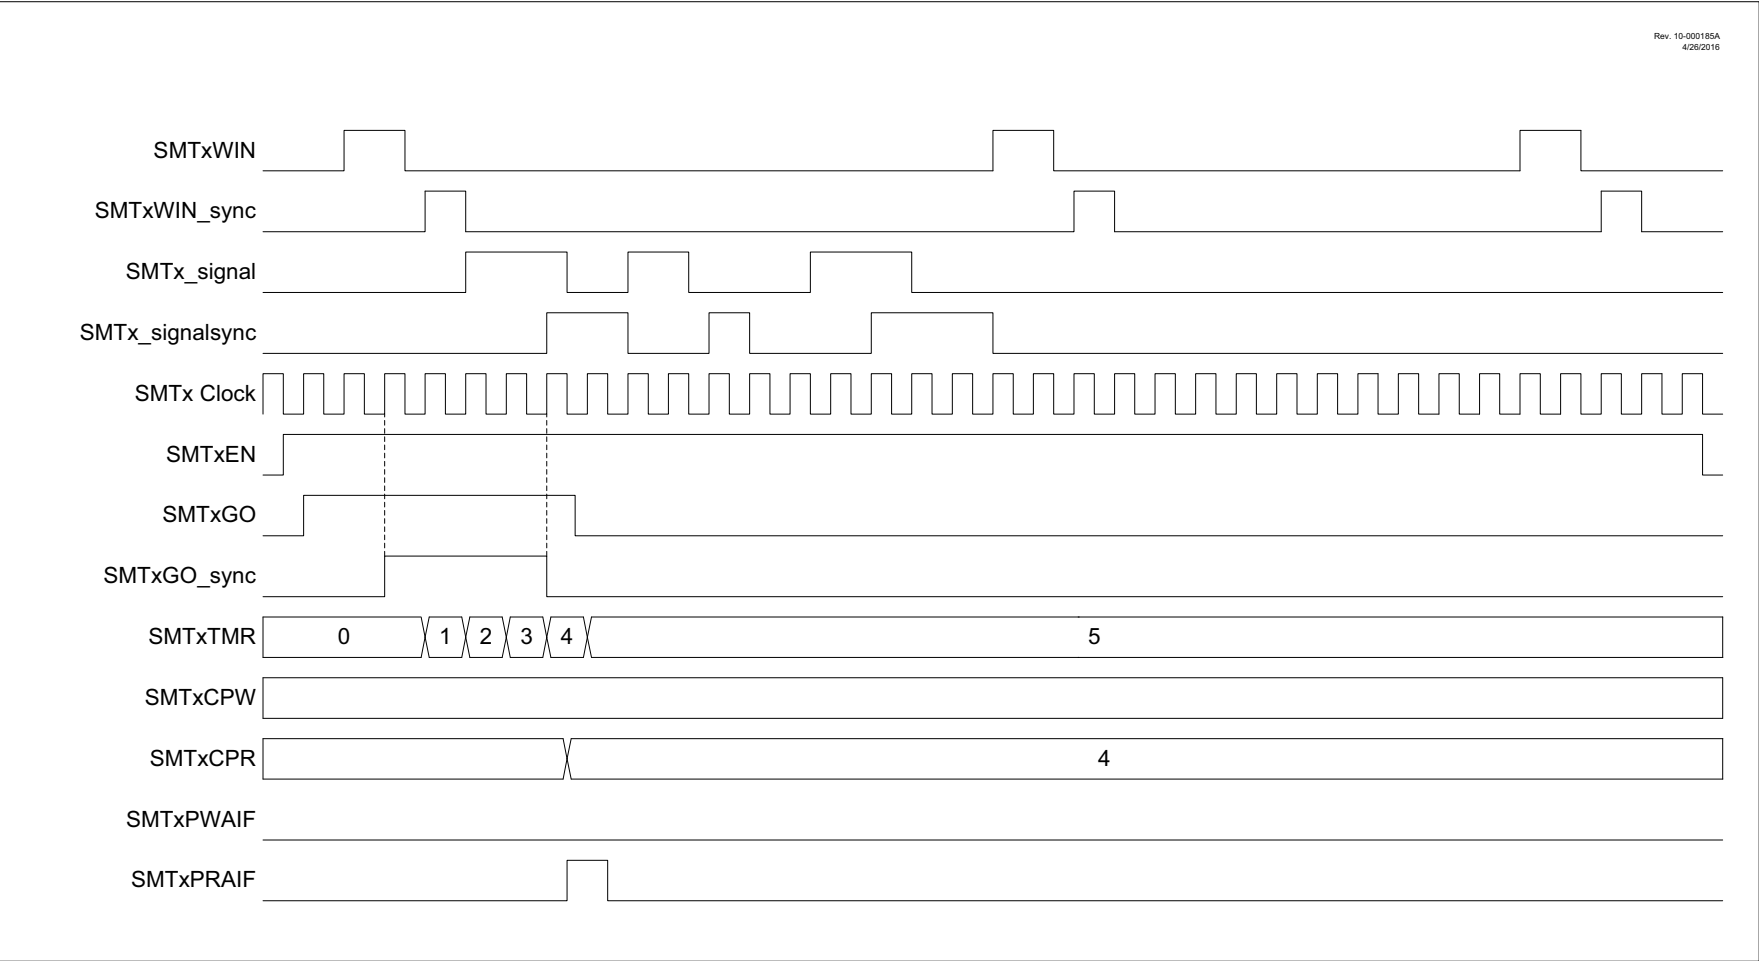 Rev. 10-000185A
4/26/2016
SMTxWIN
SMTxWIN_sync
SMTx_signal
SMTx_signalsync
SMTx Clock
SMTxEN
SMTxGO
SMTxGO_sync
SMTxTMR 0 1 2 3 4 5
SMTxCPW
SMTxCPR 4
SMTxPWAIF
SMTxPRAIF